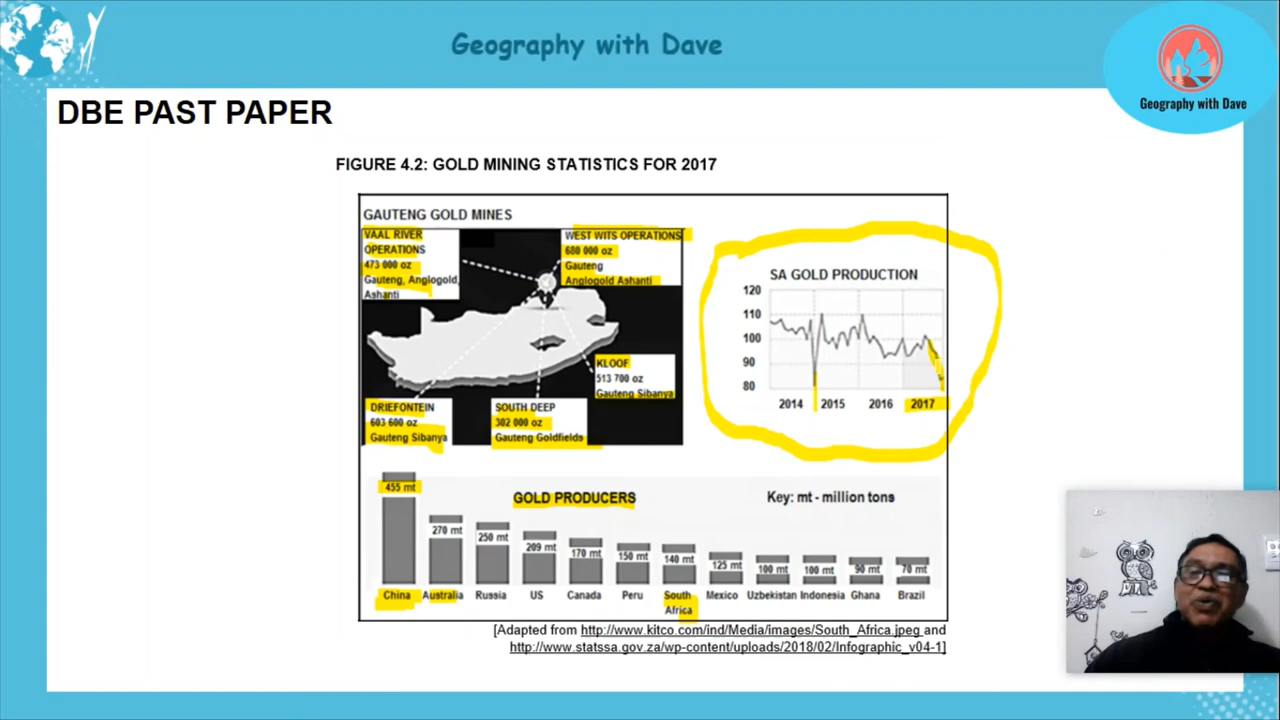 Geography with Dave
Geography with Dave
DBE PAST PAPER
FIGURE 4.2: GOLD MINING STATISTICS FOR 2017
GAUTENG GOLD MINES
VAAL RIVER
OPERATIONS
473 000 oz
Gauteng, Anglogold,
Ashanti
WEST WITS OPERATIONS
680 000 oz
Gauteng
Anglogold Ashanti
KLOOF
513 700 oz
Gauteng Sibanya
DRIEFONTEIN
603 600 oz
Gauteng Sibanya
SOUTH DEEP
302 000 oz
Gauteng Goldfields
SA GOLD PRODUCTION
120
110
100
90
80
2014 2015 2016 2017
GOLD PRODUCERS
Key: mt - million tons
455 mt 270 mt 250 mt 209 mt 170 mt 150 mt 140 mt 125 mt 100 mt 100 mt 90 mt 70 mt
China Australia Russia US Canada Peru South Mexico Uzbekistan Indonesia Ghana Brazil
Africa
[Adapted from http://www.kitco.com/ind/Media/images/South_Africa.jpeg and
http://www.statssa.gov.za/wp-content/uploads/2018/02/Infographic_v04-1]